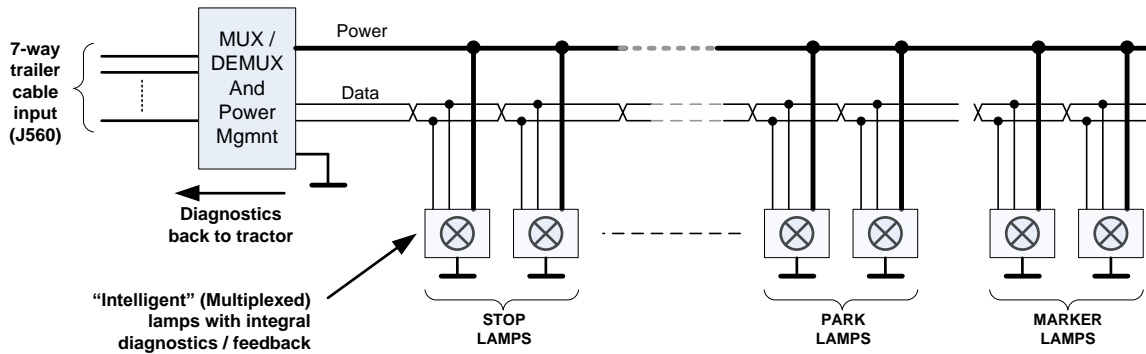 7-way
trailer
cable
input
(J560)
MUX /
DEMUX
And
Power
Mgmnt
Power
Data
Diagnostics
back to tractor
“Intelligent” (Multiplexed)
lamps with integral
diagnostics / feedback
STOP
LAMPS
PARK
LAMPS
MARKER
LAMPS